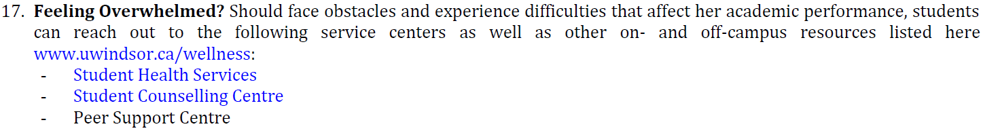 17. Feeling Overwhelmed? Should face obstacles and experience difficulties that affect her academic performance, students
can reach out to the following service centers as well as other on- and off-campus resources listed here
www.uwindsor.ca/wellness:
- Student Health Services
- Student Counselling Centre
- Peer Support Centre